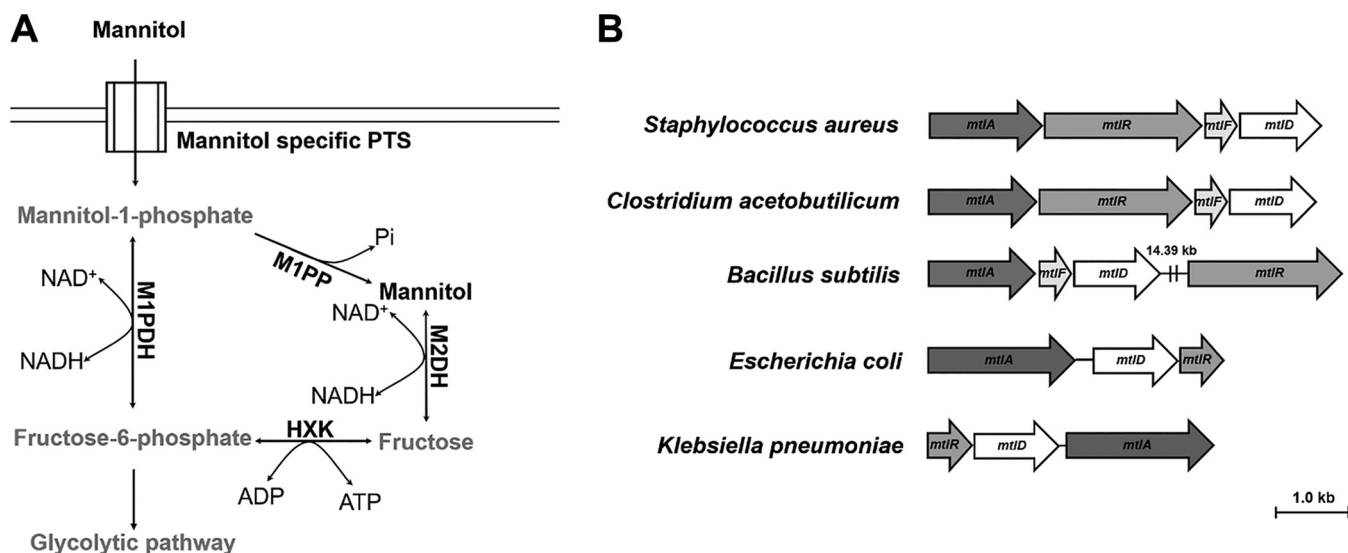 A
Mannitol
Mannitol specific PTS
Mannitol-1-phosphate
Pi
M1PP
NAD+
M1PDH
Mannitol
NAD+
M2DH
NADH
NADH
HXK
Fructose-6-phosphate
Fructose
ADP
ATP
Glycolytic pathway
B
Staphylococcus aureus
mtlA mtlR mtlF mtlD
Clostridium acetobutilicum
mtlA mtlR mtlF mtlD
14.39 kb
Bacillus subtilis
mtlA mtlF mtlD mtlR
Escherichia coli
mtlA mtlD mtlR
Klebsiella pneumoniae
mtlR mtlD mtlA
1.0 kb